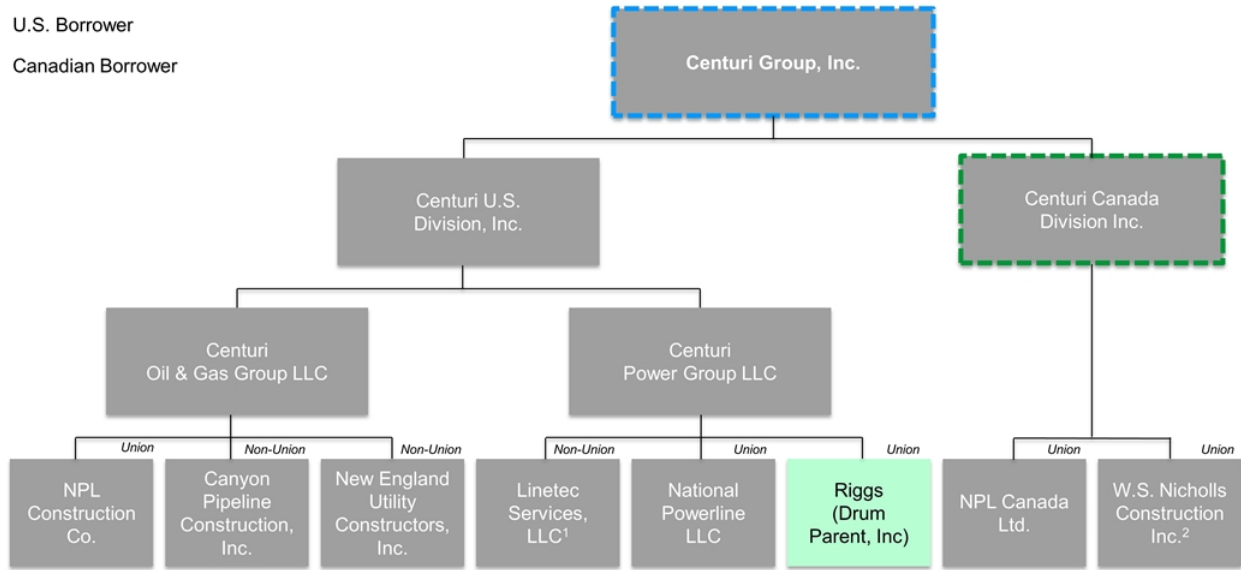 U.S. Borrower
Canadian Borrower
Centuri Group, Inc.
Centuri U.S.
Division, Inc.
Centuri Canada
Division Inc.
Centuri
Oil & Gas Group LLC
Centuri
Power Group LLC
Union
Non-Union
Non-Union
Non-Union
Union
Union
Union
Union
NPL
Construction
Co.
Canyon
Pipeline
Construction,
Inc.
New England
Utility
Constructors,
Inc.
Linetec
Services,
LLC¹
National
Powerline
LLC
Riggs
(Drum
Parent, Inc)
NPL Canada
Ltd.
W.S. Nicholls
Construction
Inc.²